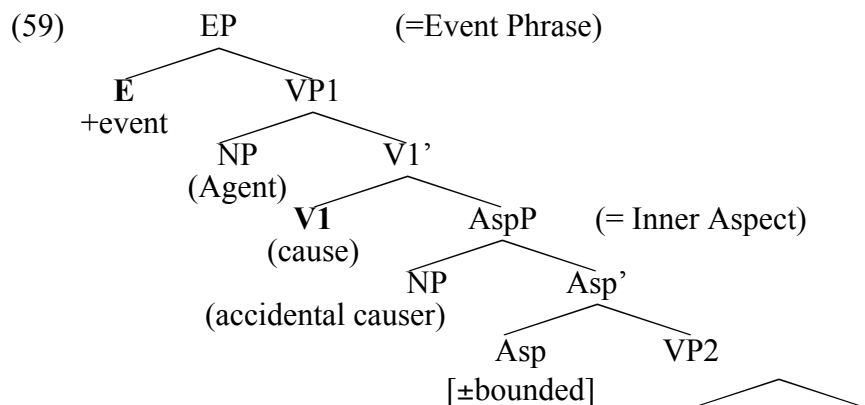 (59) EP (=Event Phrase)
E VP1
+event
NP V1’
(Agent)
V1 AspP (= Inner Aspect)
(cause)
NP Asp’
(accidental causer)
Asp VP2
[±bounded]